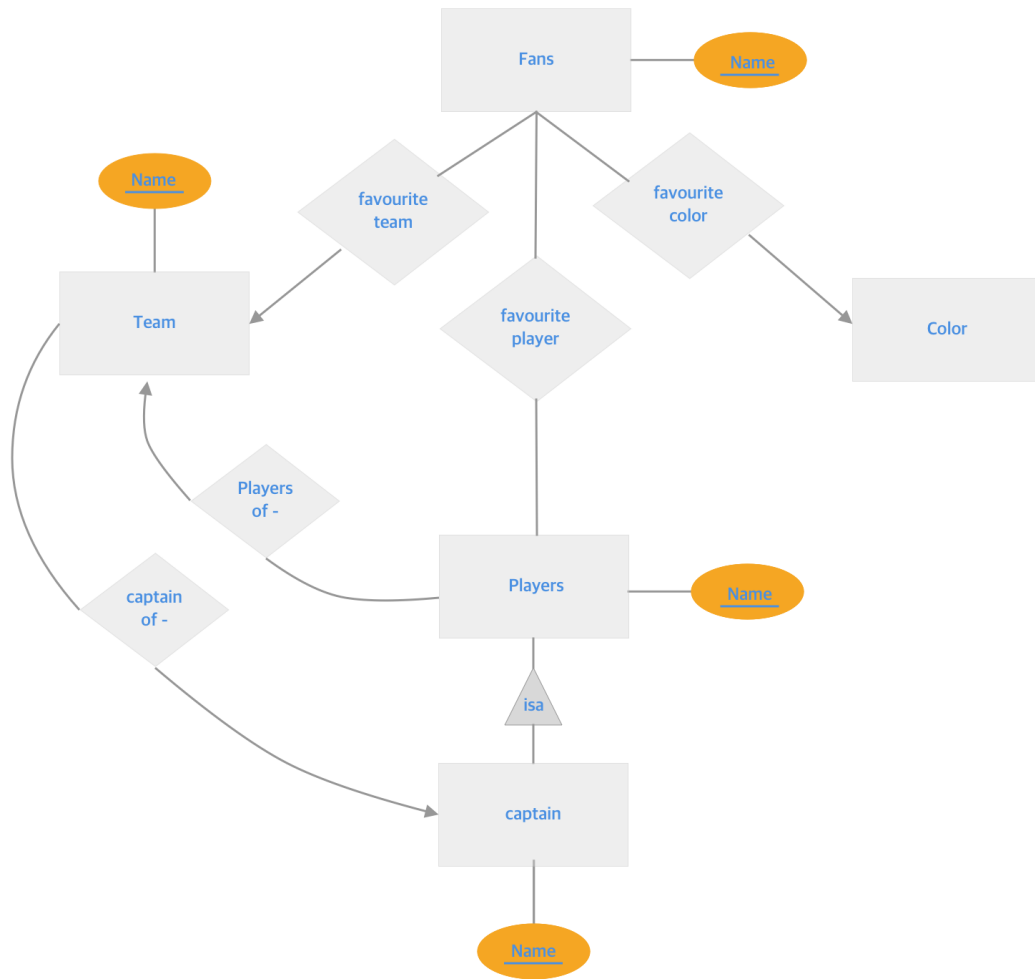 Fans
Name
Name
favourite
team
favourite
color
favourite
player
Team
Color
Players
of -
Players
Name
captain
of -
isa
captain
Name